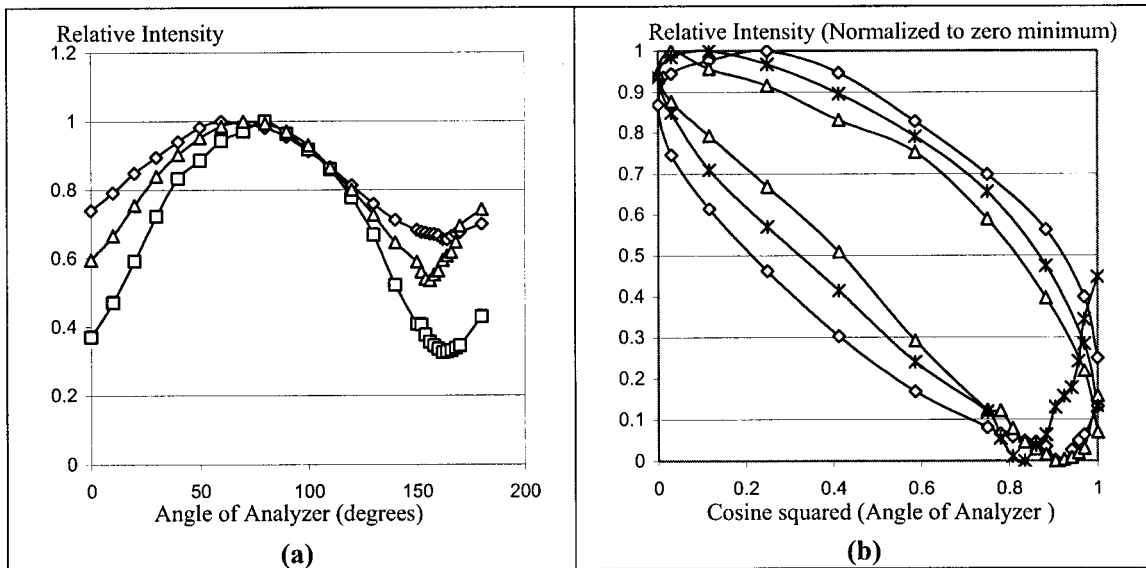 Relative Intensity
1.2
1
0.8
0.6
0.4
0.2
0
0 50 100 150 200
Angle of Analyzer (degrees)
(a)
Relative Intensity (Normalized to zero minimum)
1
0.9
0.8
0.7
0.6
0.5
0.4
0.3
0.2
0.1
0
0 0.2 0.4 0.6 0.8 1
Cosine squared (Angle of Analyzer )
(b)